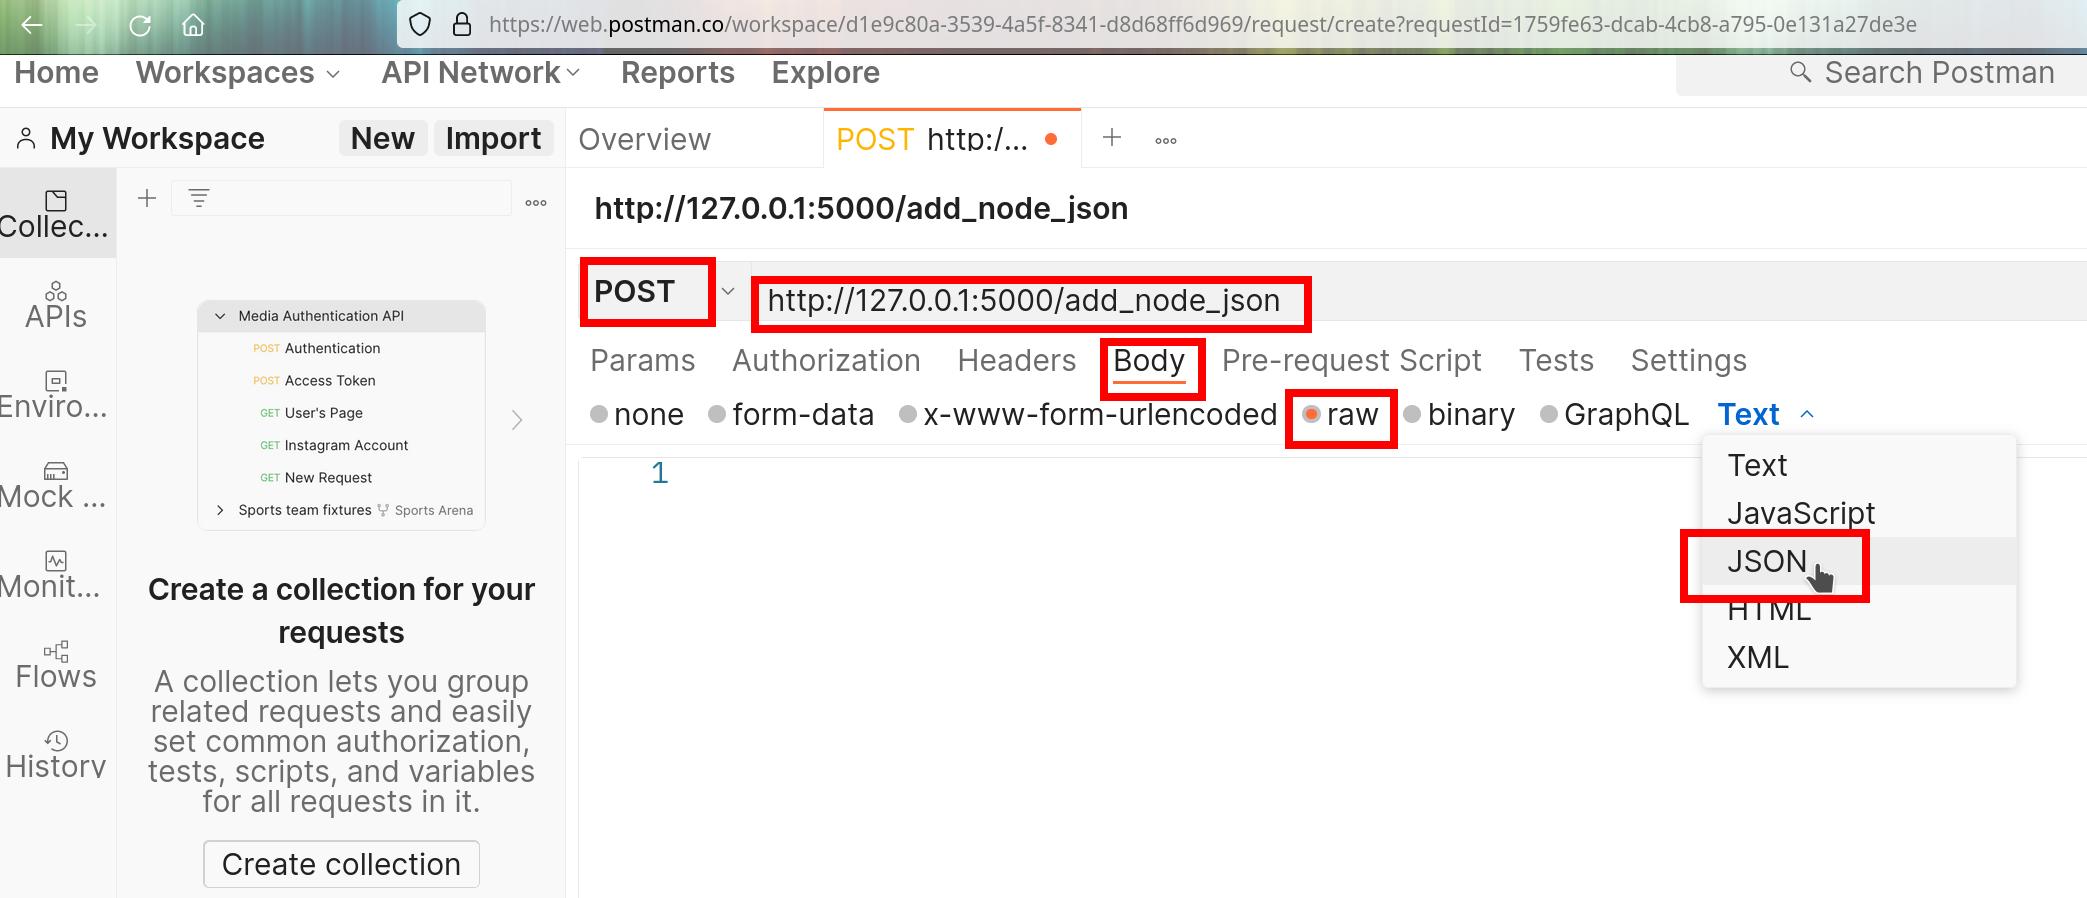 https://web.postman.co/workspace/d1e9c80a-3539-4a5f-8341-d8d68ff6d969/request/create?requestId=1759fe63-dcab-4cb8-a795-0e131a27de3e
Home Workspaces API Network Reports Explore Search Postman
My Workspace New Import Overview POST http:/...
Collec...
APIs
Enviro...
Mock ...
Monit...
Flows
History
Media Authentication API
POST Authentication
POST Access Token
GET User's Page
GET Instagram Account
GET New Request
Sports team fixtures Sports Arena
Create a collection for your
requests
A collection lets you group
related requests and easily
set common authorization,
tests, scripts, and variables
for all requests in it.
Create collection
http://127.0.0.1:5000/add_node_json
POST http://127.0.0.1:5000/add_node_json
Params Authorization Headers Body Pre-request Script Tests Settings
none form-data x-www-form-urlencoded raw binary GraphQL Text
1
Text
JavaScript
JSON
HTML
XML